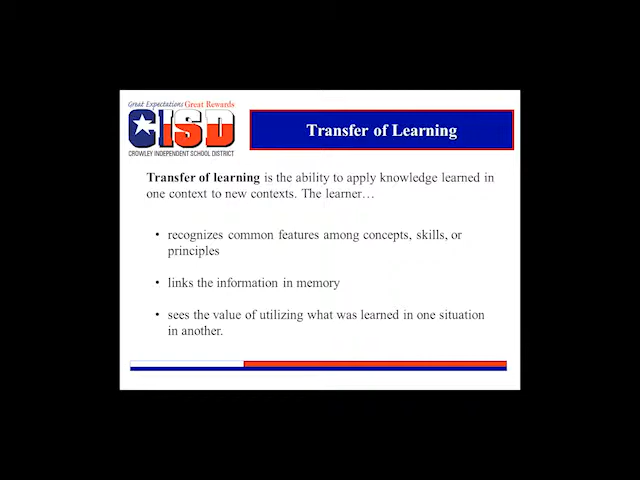 Great Expectations Great Rewards
CISD
CROWLEY INDEPENDENT SCHOOL DISTRICT
Transfer of Learning
Transfer of learning is the ability to apply knowledge learned in
one context to new contexts. The learner…
• recognizes common features among concepts, skills, or
principles
• links the information in memory
• sees the value of utilizing what was learned in one situation
in another.